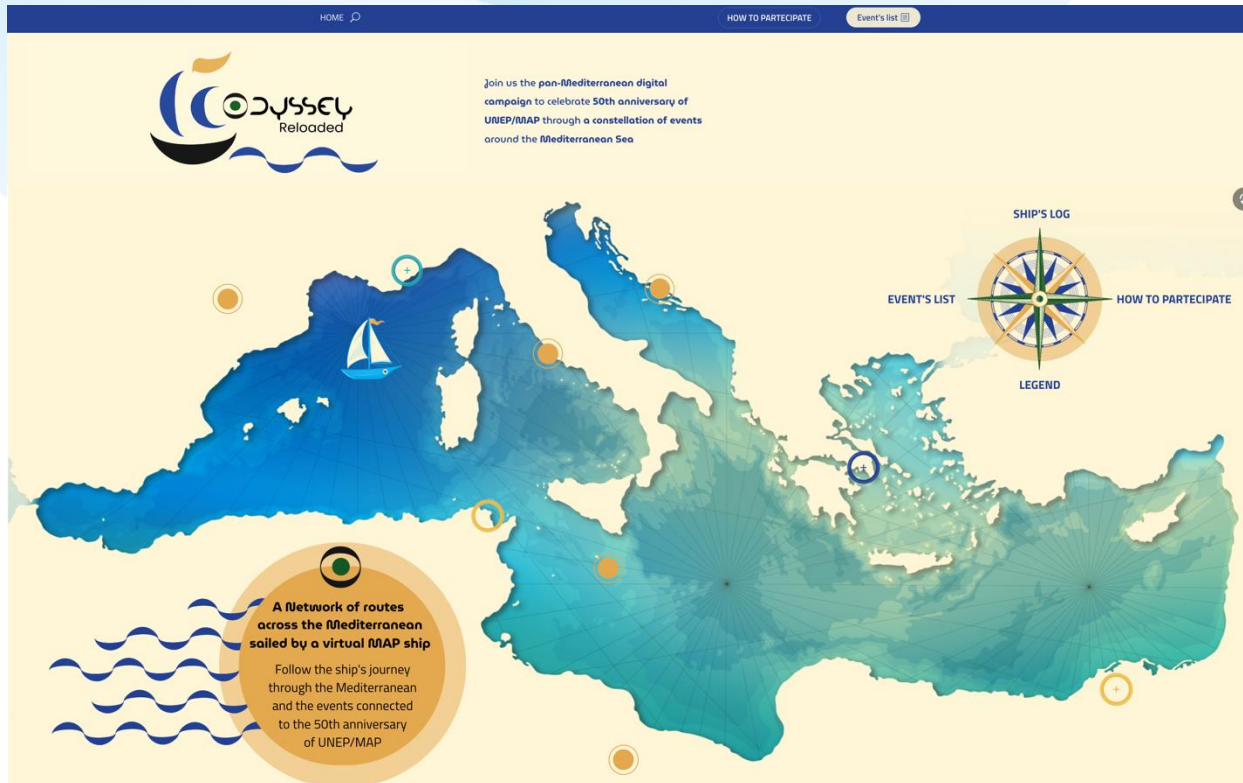 HOME
HOW TO PARTECIPATE
Event's list
ODYSSEY
Reloaded
Join us the pan-Mediterranean digital
campaign to celebrate 50th anniversary of
UNEP/MAP through a constellation of events
around the Mediterranean Sea
SHIP'S LOG
EVENT'S LIST
HOW TO PARTECIPATE
LEGEND
A Network of routes
across the Mediterranean
sailed by a virtual MAP ship
Follow the ship's journey
through the Mediterranean
and the events connected
to the 50th anniversary
of UNEP/MAP